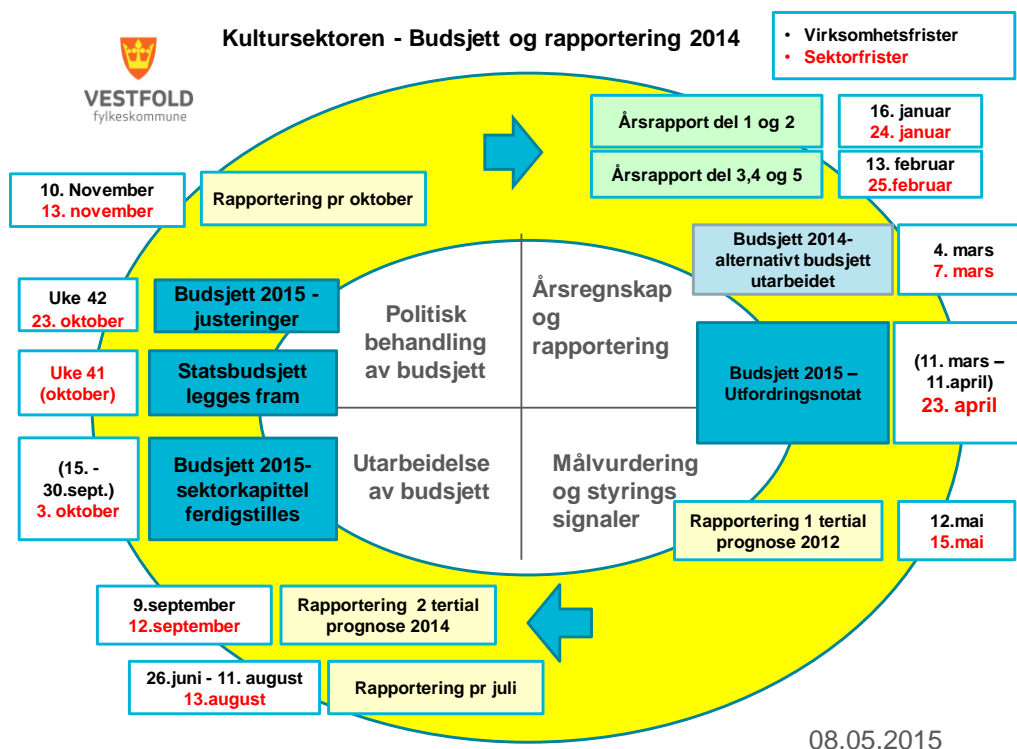 Kultursektoren - Budsjett og rapportering 2014
• Virksomhetsfrister
• Sektorfrister
VESTFOLD
fylkeskommune
Årsrapport del 1 og 2
16. januar
24. januar
Årsrapport del 3,4 og 5
13. februar
25.februar
Budsjett 2014-
alternativt budsjett
utarbeidet
4. mars
7. mars
Budsjett 2015 –
Utfordringsnotat
(11. mars –
11.april)
23. april
Rapportering 1 tertial
prognose 2012
12.mai
15.mai
26.juni - 11. august
13.august
Rapportering pr juli
9.september
12.september
Rapportering 2 tertial
prognose 2014
(15. -
30.sept.)
3. oktober
Budsjett 2015-
sektorkapittel
ferdigstilles
Uke 41
(oktober)
Statsbudsjett
legges fram
Uke 42
23. oktober
Budsjett 2015 -
justeringer
10. November
13. november
Rapportering pr oktober
Politisk
behandling
av budsjett
Årsregnskap
og
rapportering
Utarbeidelse
av budsjett
Målvurdering
og styrings
signaler
08.05.2015